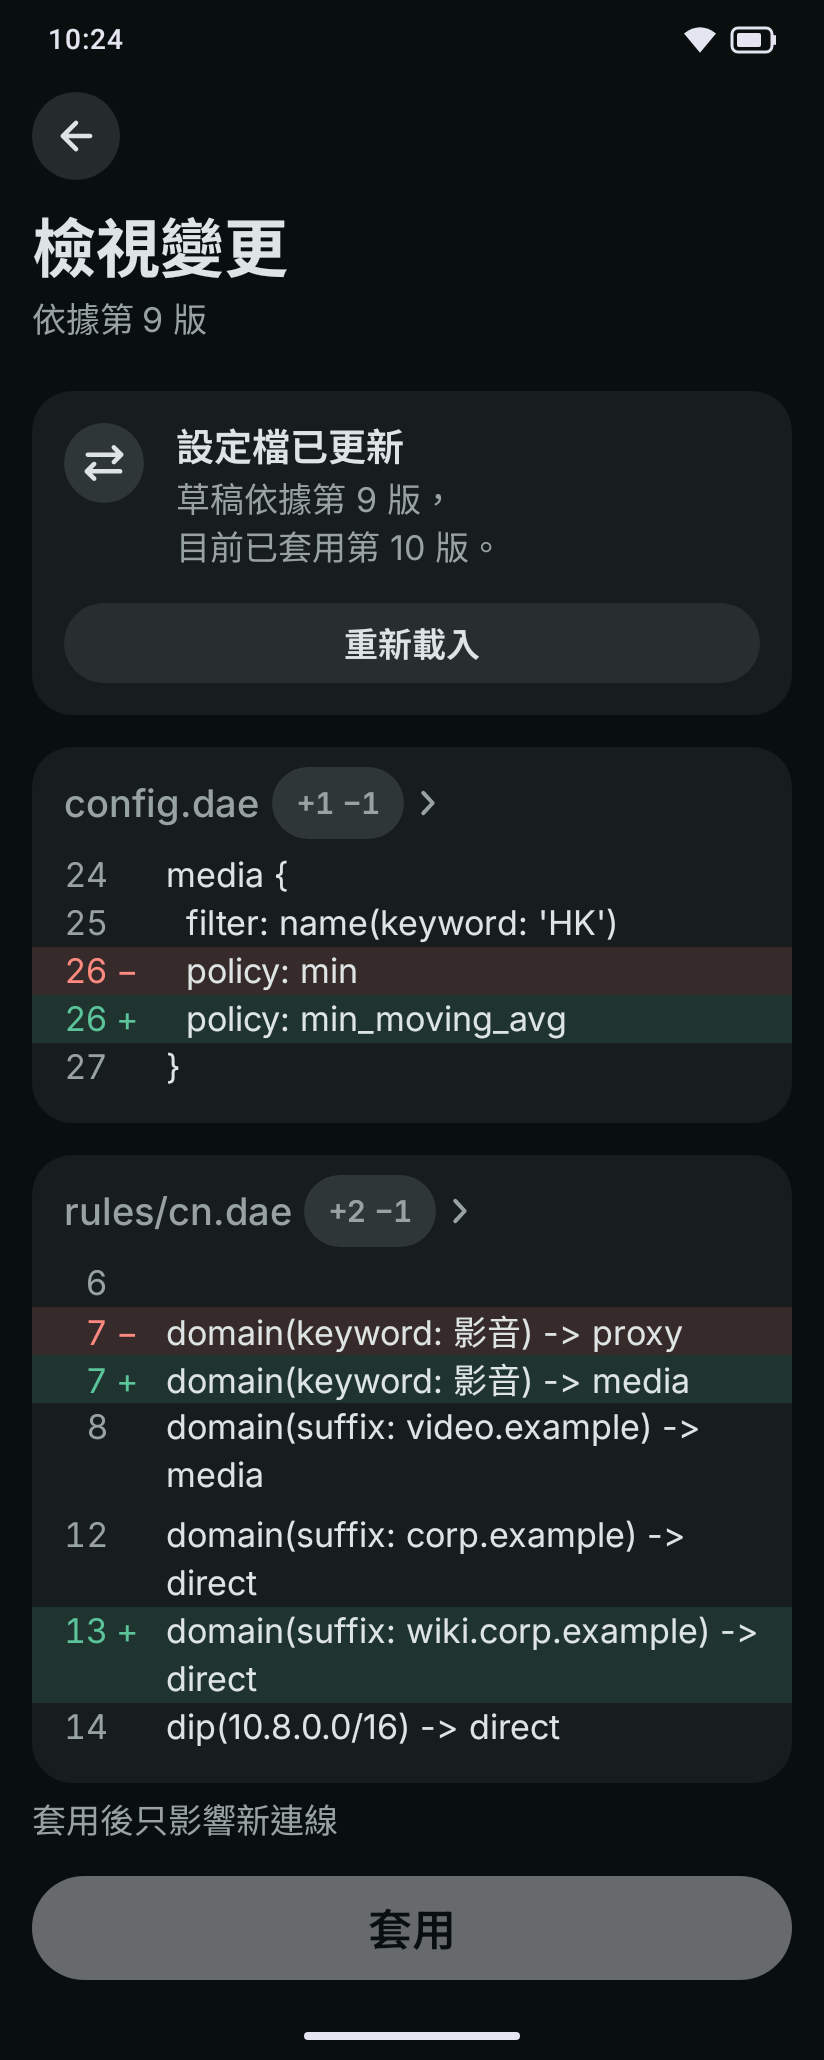 10:24
檢視變更
依據第 9 版
設定檔已更新
草稿依據第 9 版，
目前已套用第 10 版。
重新載入
config.dae +1 −1
24 media {
25 filter: name(keyword: 'HK')
26 − policy: min
26 + policy: min_moving_avg
27 }
rules/cn.dae +2 −1
6
7 − domain(keyword: 影音) -> proxy
7 + domain(keyword: 影音) -> media
8 domain(suffix: video.example) ->
media
12 domain(suffix: corp.example) ->
direct
13 + domain(suffix: wiki.corp.example) ->
direct
14 dip(10.8.0.0/16) -> direct
套用後只影響新連線
套用